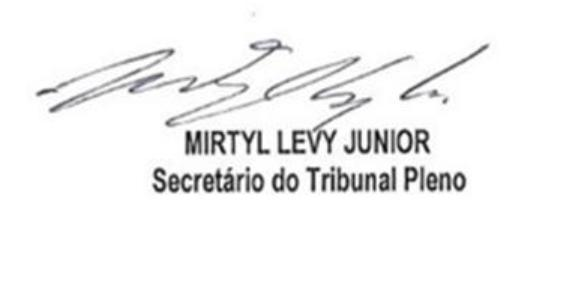 MIRTYL LEVY JUNIOR
Secretário do Tribunal Pleno